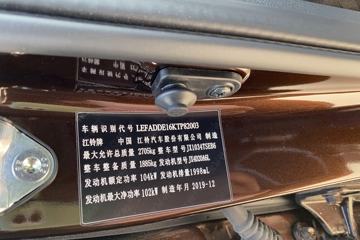 车辆识别代号 LEFADDE16KTP82003
江铃牌 中国 江铃汽车股份有限公司 制造
最大允许总质量 2705kg 整车型号 JX1034TSEB6
整车整备质量 1885kg 发动机型号 JX4D20A6L
发动机额定功率 104kW 发动机排量 1998ml
发动机最大净功率 102kW 制造年月 2019-12